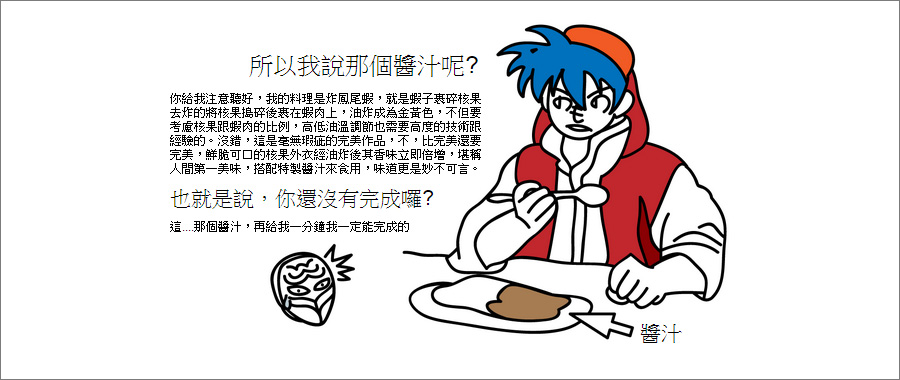 所以我說那個醬汁呢?
你給我注意聽好，我的料理是炸鳳尾蝦，就是蝦子裹碎核果
去炸的將核果搗碎後裹在蝦肉上，油炸成為金黃色，不但要
考慮核果跟蝦肉的比例，高低油溫調節也需要高度的技術跟
經驗的。沒錯，這是毫無瑕疵的完美作品，不，比完美還要
完美，鮮脆可口的核果外衣經油炸後其香味立即倍增，堪稱
人間第一美味，搭配特製醬汁來食用，味道更是妙不可言。
也就是說，你還沒有完成囉?
這....那個醬汁，再給我一分鐘我一定能完成的
醬汁